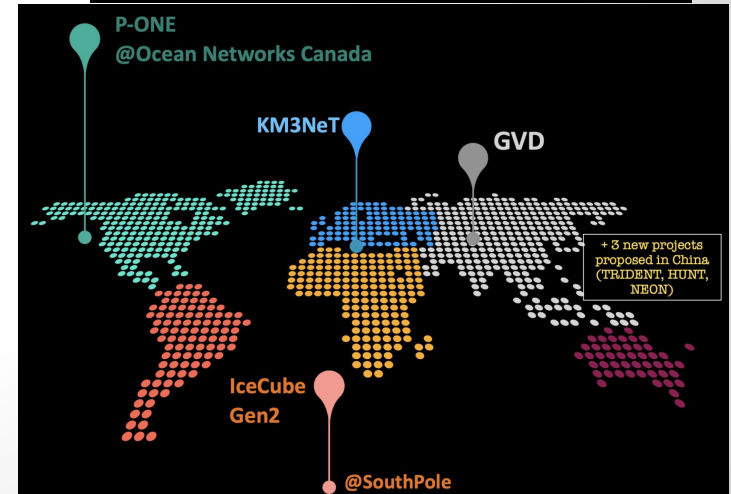 P-ONE
@Ocean Networks Canada
KM3NeT
GVD
+ 3 new projects
proposed in China
(TRIDENT, HUNT,
NEON)
IceCube
Gen2
@SouthPole